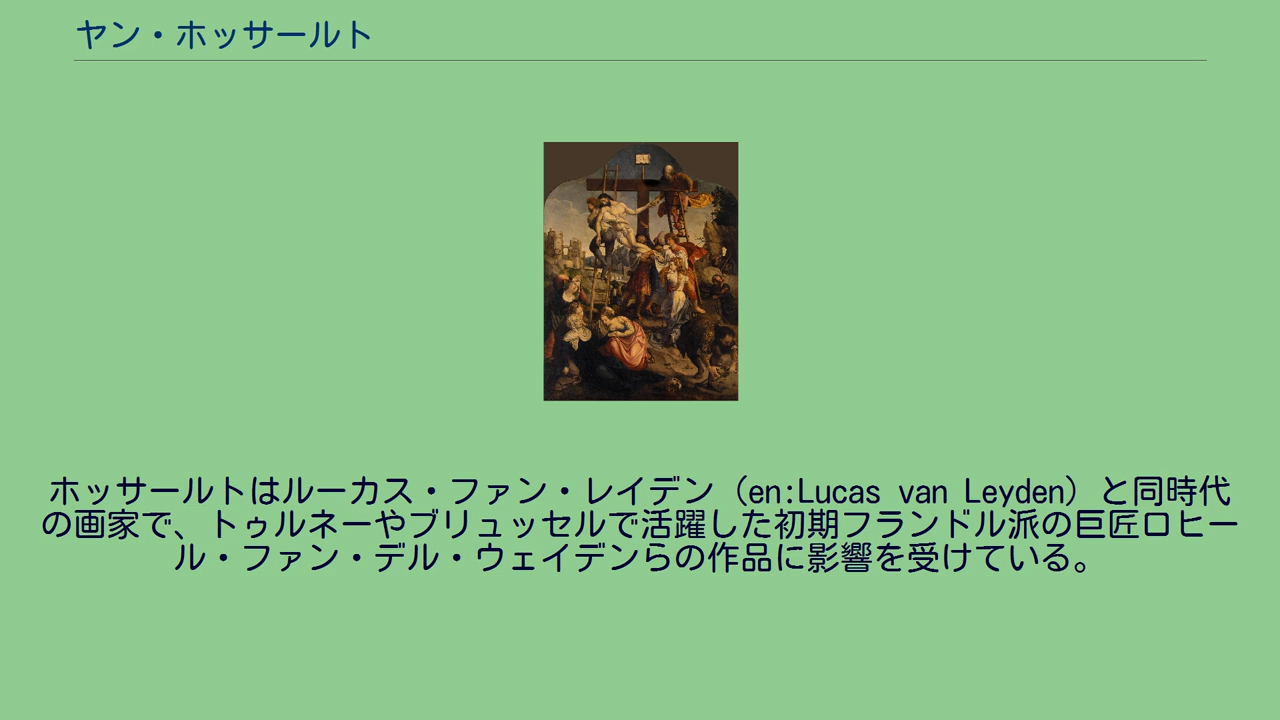 ヤン・ホッサールト
ホッサールトはルーカス・ファン・レイデン（en:Lucas van Leyden）と同時代
の画家で、トゥルネーやブリュッセルで活躍した初期フランドル派の巨匠ロヒー
ル・ファン・デル・ウェイデンらの作品に影響を受けている。